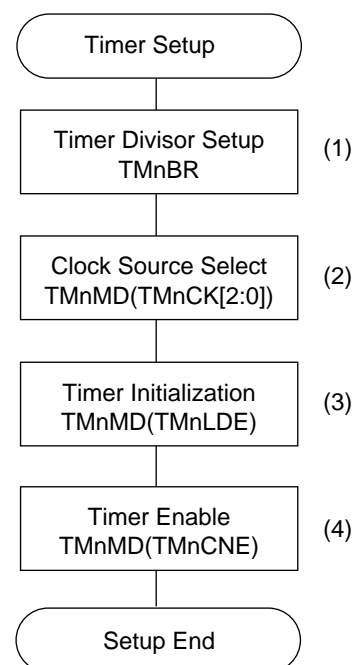 Timer Setup
Timer Divisor Setup
TMnBR
(1)
Clock Source Select
TMnMD(TMnCK[2:0])
(2)
Timer Initialization
TMnMD(TMnLDE)
(3)
Timer Enable
TMnMD(TMnCNE)
(4)
Setup End